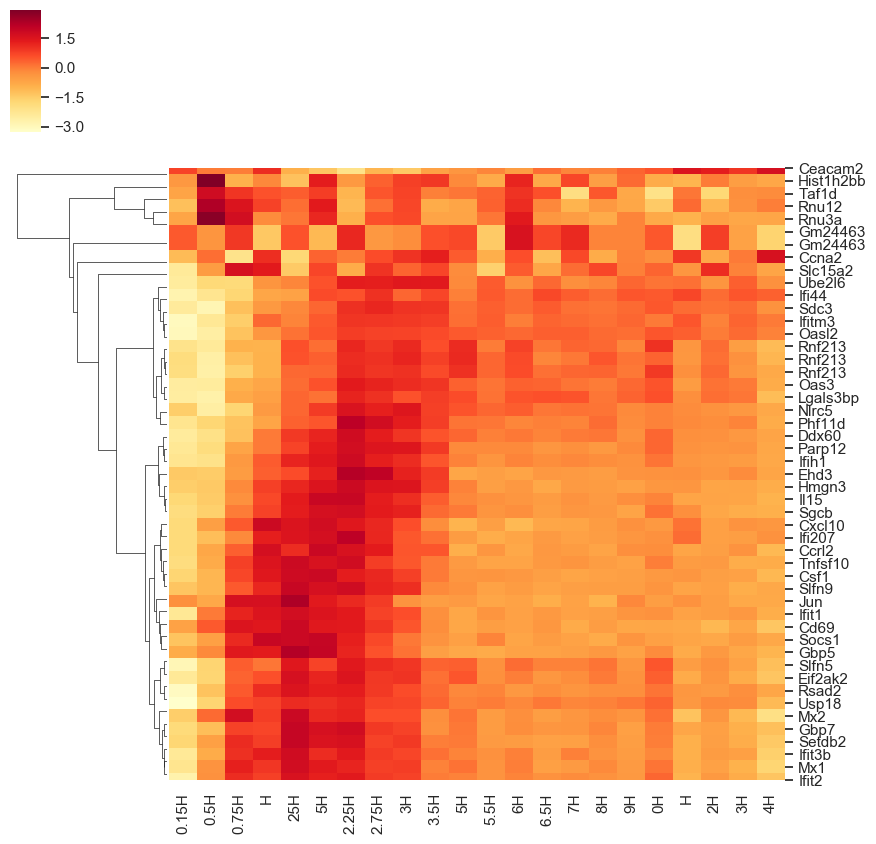 1.5
0.0
−1.5
−3.0
Ceacam2
Hist1h2bb
Taf1d
Rnu12
Rnu3a
Gm24463
Gm24463
Ccna2
Slc15a2
Ube2l6
Ifi44
Sdc3
Ifitm3
Oasl2
Rnf213
Rnf213
Rnf213
Oas3
Lgals3bp
Nlrc5
Phf11d
Ddx60
Parp12
Ifih1
Ehd3
Hmgn3
Il15
Sgcb
Cxcl10
Ifi207
Ccrl2
Tnfsf10
Csf1
Slfn9
Jun
Ifit1
Cd69
Socs1
Gbp5
Slfn5
Eif2ak2
Rsad2
Usp18
Mx2
Gbp7
Setdb2
Ifit3b
Mx1
Ifit2
0.15H
0.5H
0.75H
H
25H
5H
2.25H
2.75H
3H
3.5H
5H
5.5H
6H
6.5H
7H
8H
9H
0H
H
2H
3H
4H